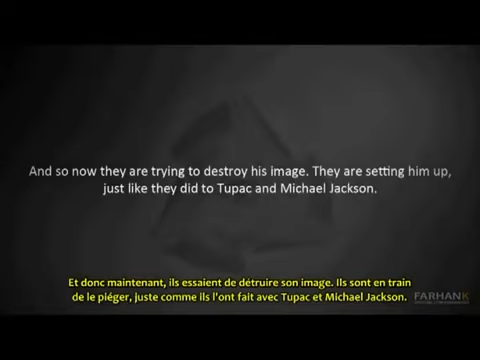 And so now they are trying to destroy his image. They are setting him up,
just like they did to Tupac and Michael Jackson.
Et donc maintenant, ils essaient de détruire son image. Ils sont en train
de le piéger, juste comme ils l'ont fait avec Tupac et Michael Jackson.
FARHANK